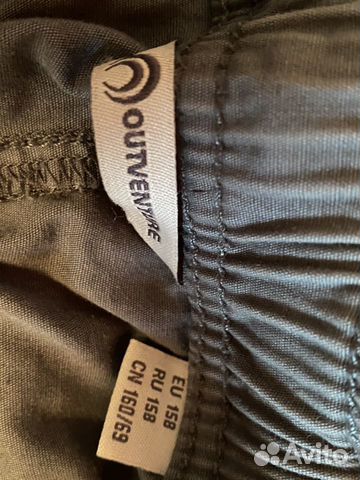 OUTVENTURE
EU 158
RU 158
CN 160/69
Avito